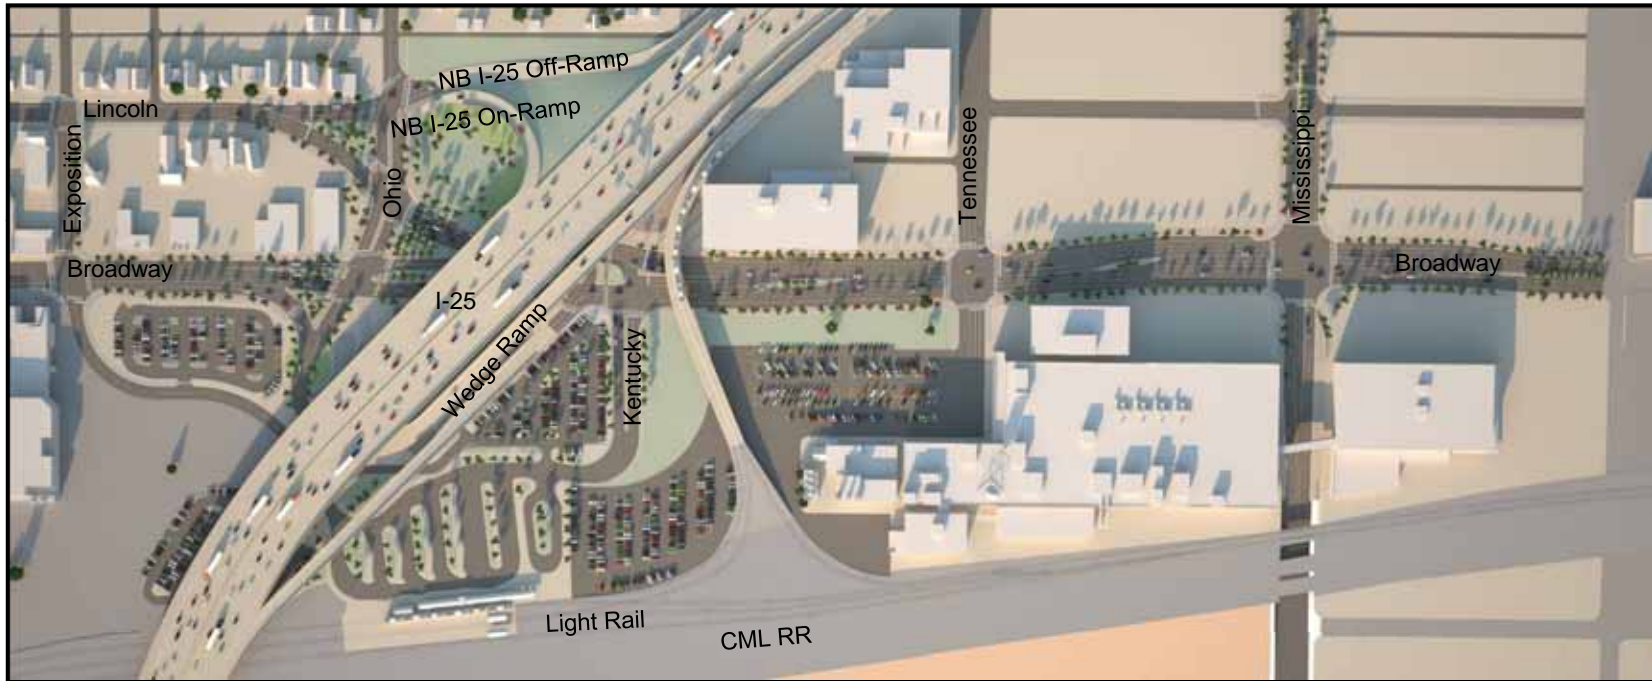 NB I-25 Off-Ramp
Lincoln
NB I-25 On-Ramp
Exposition
Ohio
Tennessee
Mississippi
Broadway
Broadway
I-25
Wedge Ramp
Kentucky
Light Rail
CML RR